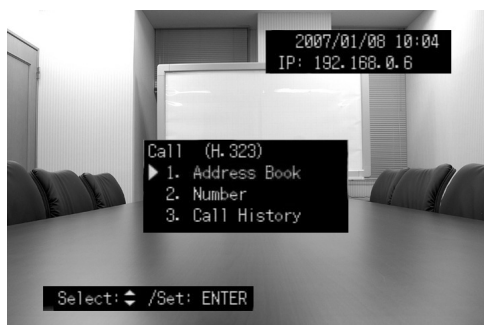 2007/01/08 10:04
IP: 192.168.0.6
Call (H.323)
▶ 1. Address Book
2. Number
3. Call History
Select:⬍ /Set: ENTER